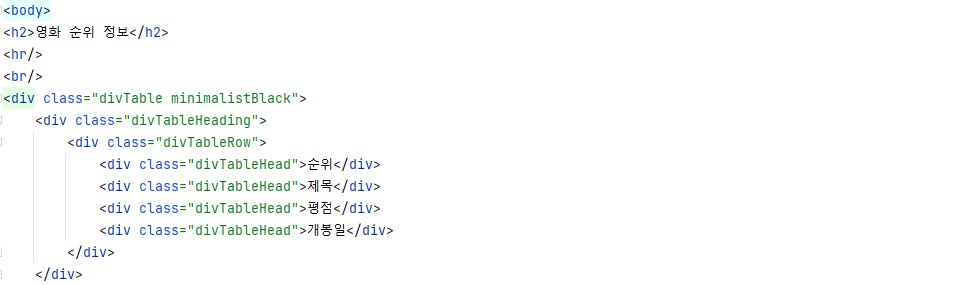 <body>
<h2>영화 순위 정보</h2>
<hr/>
<br/>
<div class="divTable minimalistBlack">
    <div class="divTableHeading">
        <div class="divTableRow">
            <div class="divTableHead">순위</div>
            <div class="divTableHead">제목</div>
            <div class="divTableHead">평점</div>
            <div class="divTableHead">개봉일</div>
        </div>
    </div>